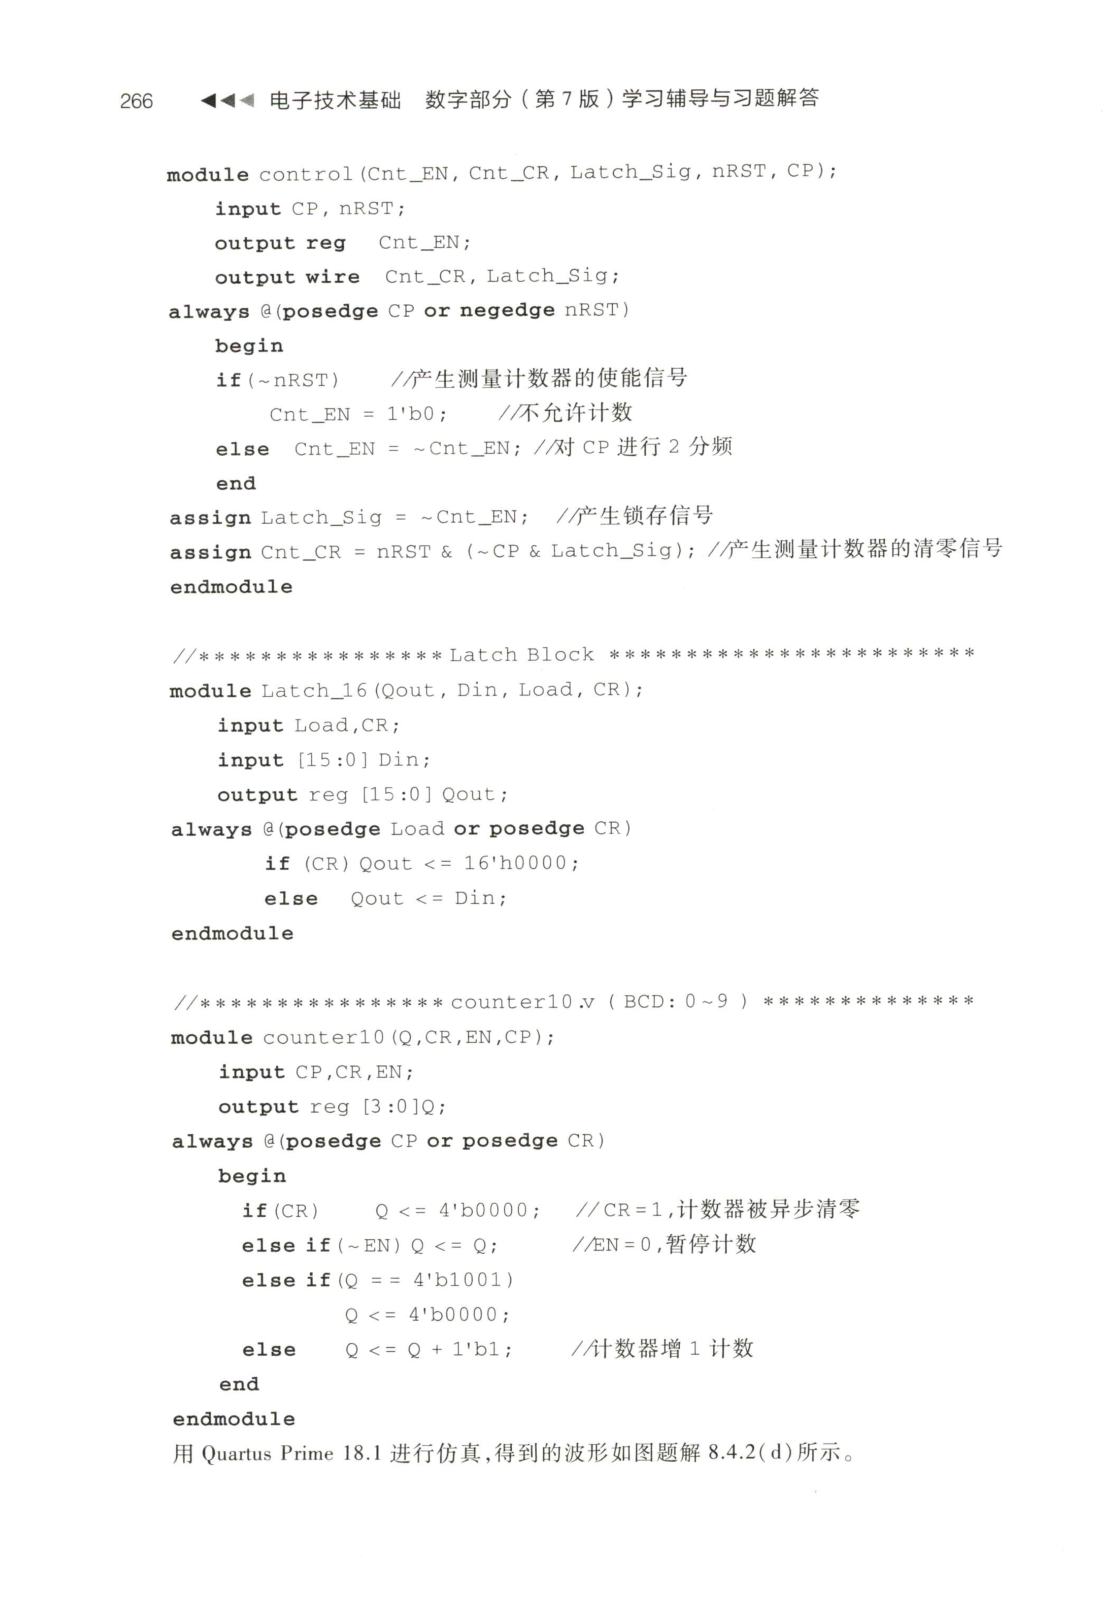 266 ◀◀◀ 电子技术基础 数字部分(第7版)学习辅导与习题解答
module control(Cnt_EN, Cnt_CR, Latch_Sig, nRST, CP);
input CP, nRST;
output reg Cnt_EN;
output wire Cnt_CR, Latch_Sig;
always @(posedge CP or negedge nRST)
begin
if(~nRST) //产生测量计数器的使能信号
Cnt_EN = 1'b0; //不允许计数
else Cnt_EN = ~Cnt_EN; //对CP进行2分频
end
assign Latch_Sig = ~Cnt_EN; //产生锁存信号
assign Cnt_CR = nRST & (~CP & Latch_Sig); //产生测量计数器的清零信号
endmodule
//****************Latch Block ************************
module Latch_16(Qout, Din, Load, CR);
input Load,CR;
input [15:0] Din;
output reg [15:0] Qout;
always @(posedge Load or posedge CR)
if (CR) Qout <= 16'h0000;
else Qout <= Din;
endmodule
//****************counter10.v ( BCD: 0~9 ) **************
module counter10(Q,CR,EN,CP);
input CP,CR,EN;
output reg [3:0]Q;
always @(posedge CP or posedge CR)
begin
if(CR) Q <= 4'b0000; //CR=1,计数器被异步清零
else if(~EN) Q <= Q; //EN=0,暂停计数
else if(Q == 4'b1001)
Q <= 4'b0000;
else Q <= Q + 1'b1; //计数器增1计数
end
endmodule
用 Quartus Prime 18.1 进行仿真,得到的波形如图题解 8.4.2(d)所示。